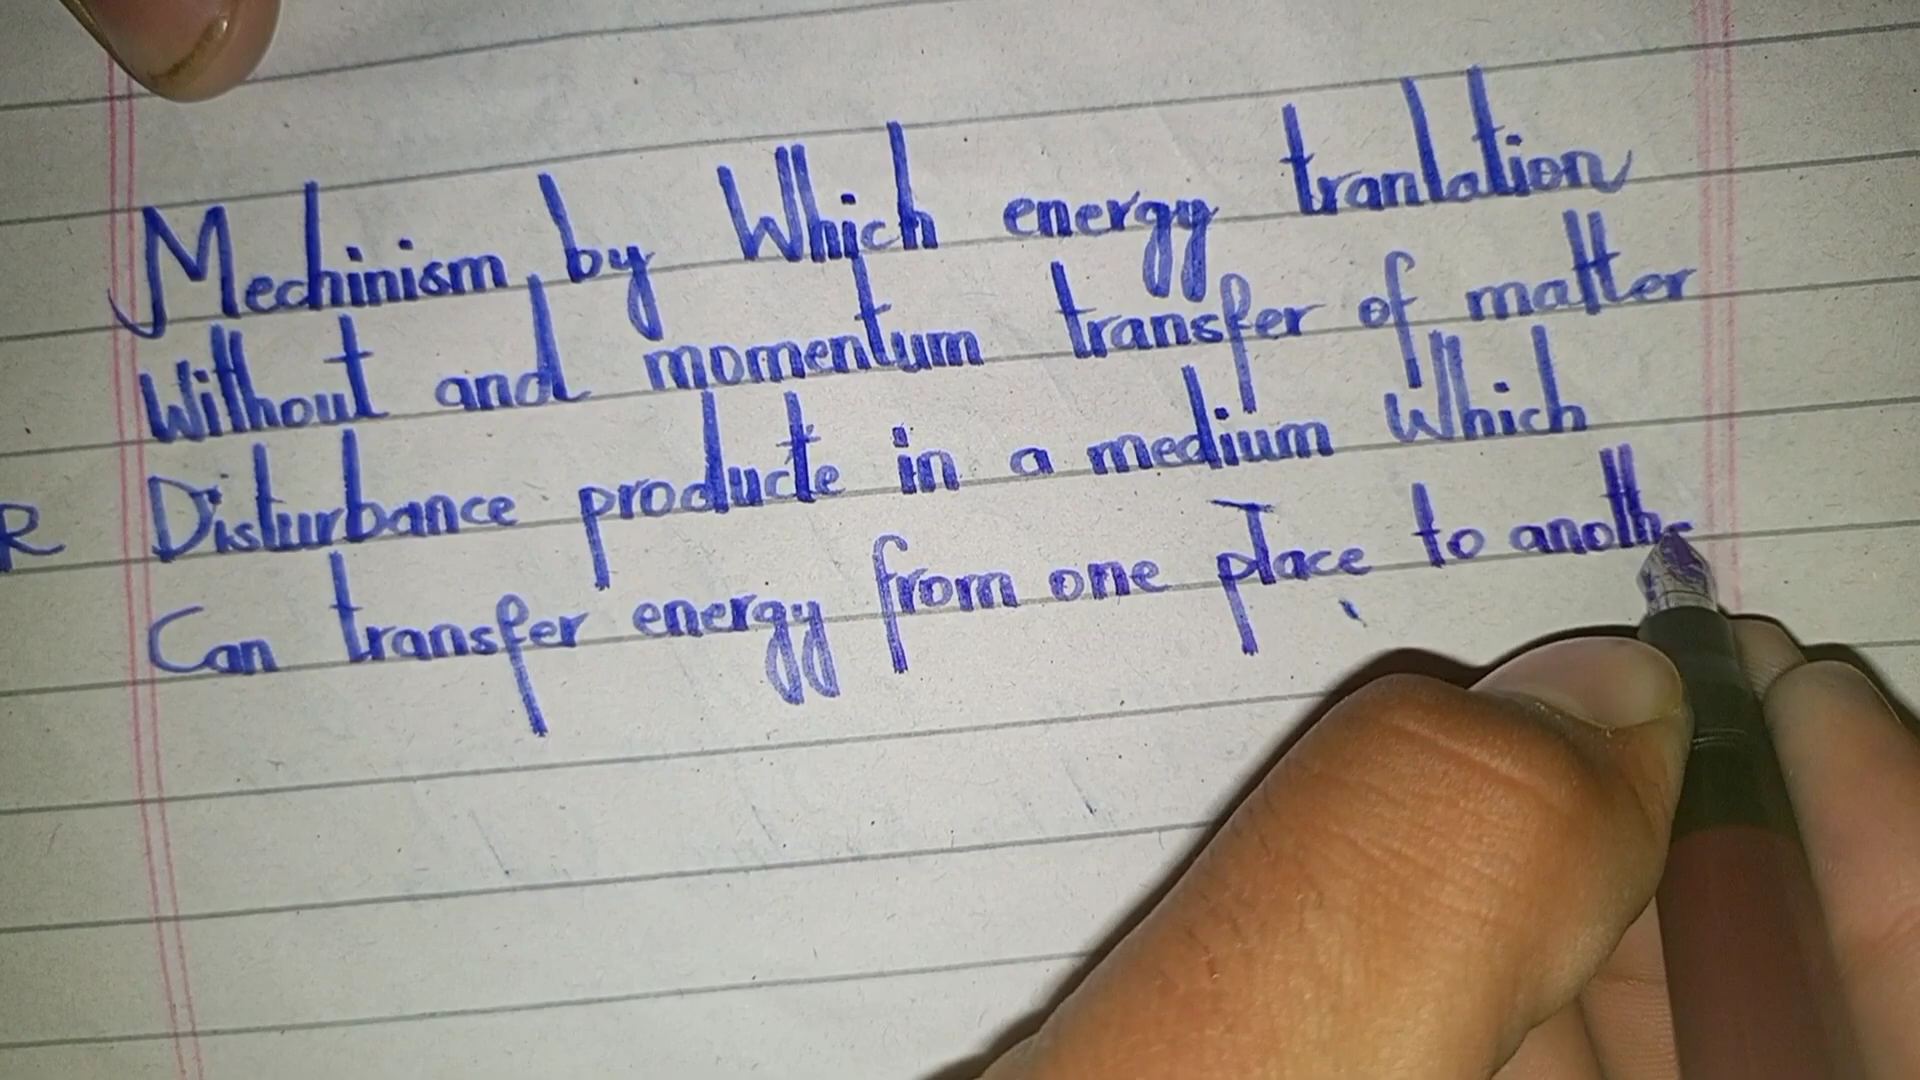 Mechinism by Which energy tranlation
Without and momentum transfer of matter
R Disturbance producte in a medium Which
Can transfer energy from one place to anothe